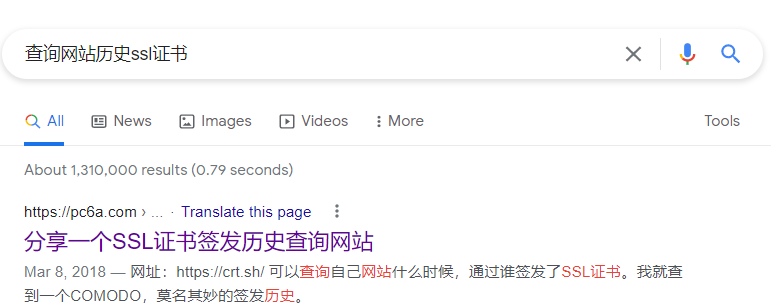 查询网站历史ssl证书
All News Images Videos More Tools
About 1,310,000 results (0.79 seconds)
https://pc6a.com › ... · Translate this page
分享一个SSL证书签发历史查询网站
Mar 8, 2018 — 网址：https://crt.sh/ 可以查询自己网站什么时候，通过谁签发了SSL证书。我就查
到一个COMODO，莫名其妙的签发历史。